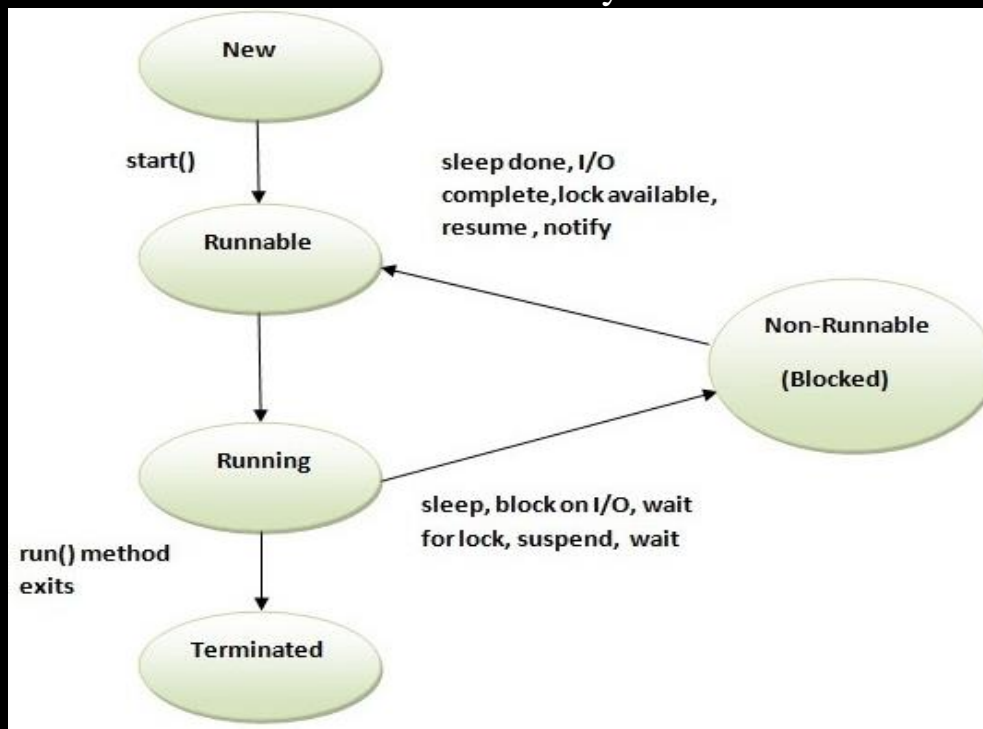 New
start()
sleep done, I/O
complete,lock available,
resume , notify
Runnable
Non-Runnable
(Blocked)
Running
sleep, block on I/O, wait
for lock, suspend, wait
run() method
exits
Terminated